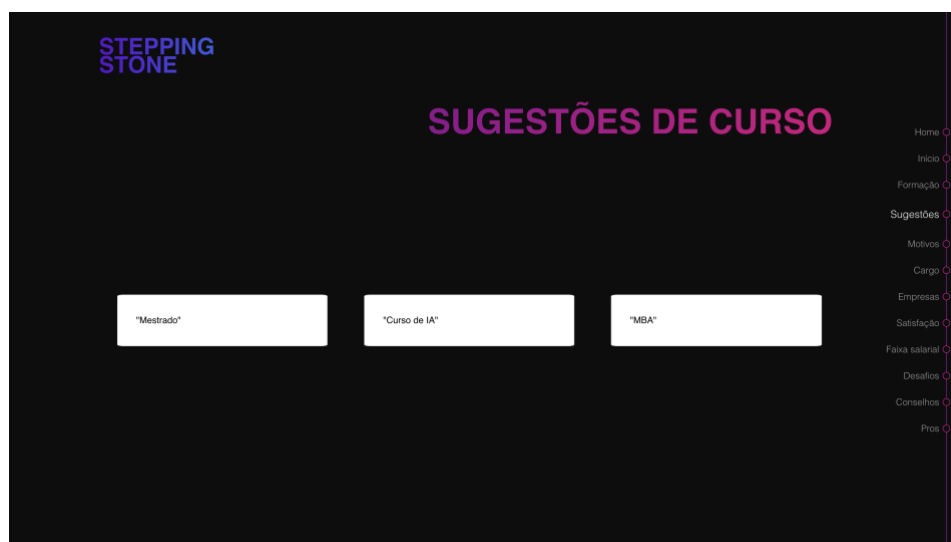 STEPPING
STONE
SUGESTÕES DE CURSO
Home
Início
Formação
Sugestões
Motivos
Cargo
Empresas
Satisfação
Faixa salarial
Desafios
Conselhos
Pros
"Mestrado"
"Curso de IA"
"MBA"